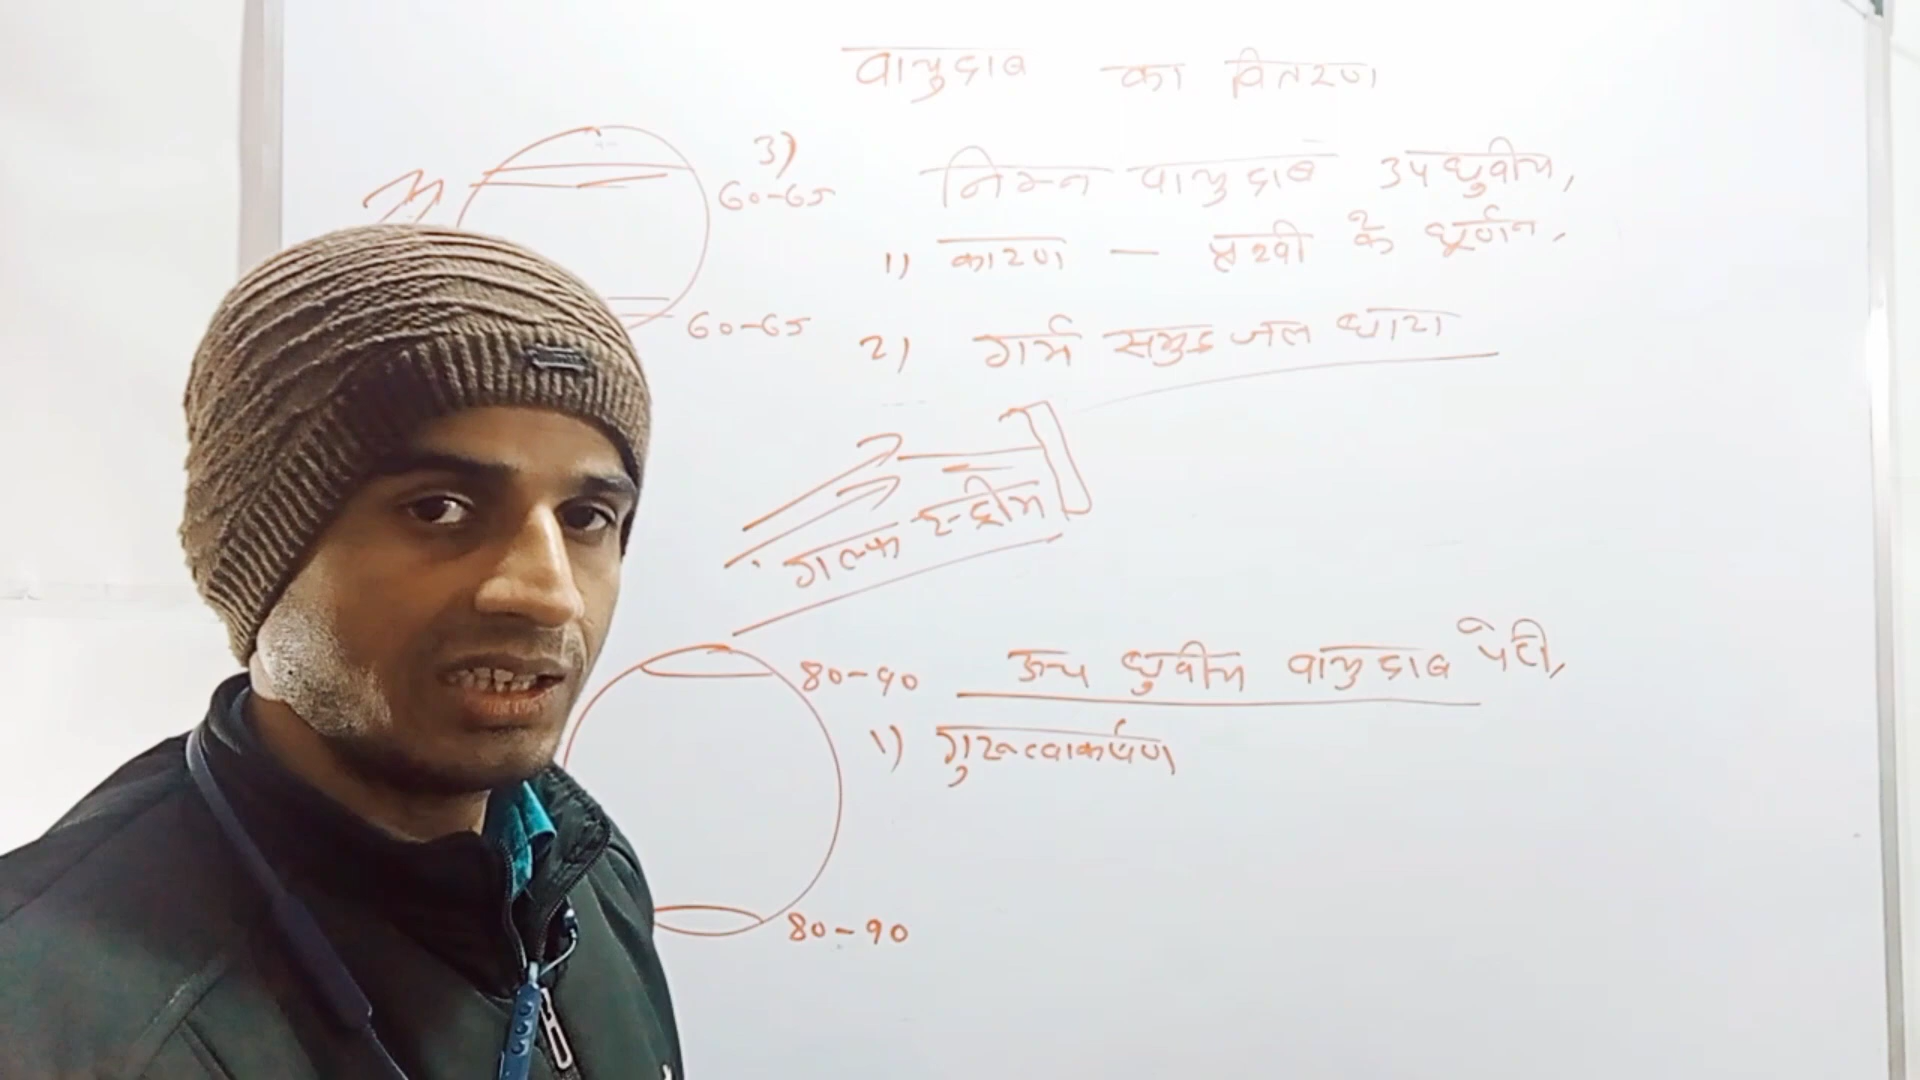 वायुदाब का वितरण
3)
60-65 निम्न वायुदाब उपध्रुवीय,
1) कारण — पृथ्वी के घूर्णन,
60-65
2) गर्म समुद्र जल धारा
गल्फ स्ट्रीम
80-90 उच्च ध्रुवीय वायुदाब पेटी,
1) गुरुत्वाकर्षण
80-90